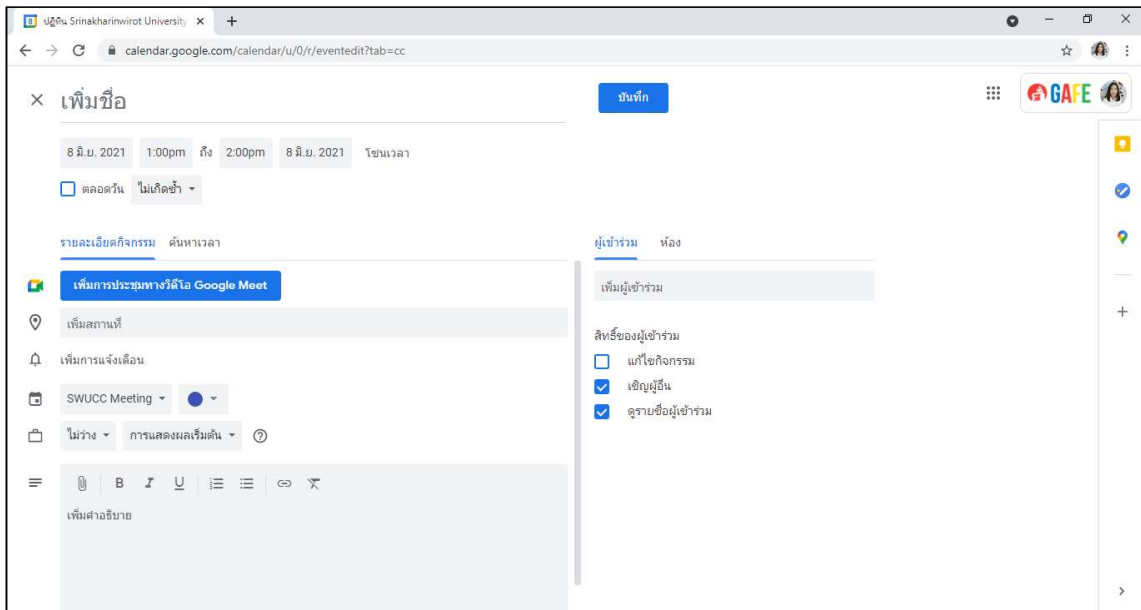 ปฏิทิน Srinakharinwirot University
calendar.google.com/calendar/u/0/r/eventedit?tab=cc
เพิ่มชื่อ
บันทึก
GAFE
8 มิ.ย. 2021 1:00pm ถึง 2:00pm 8 มิ.ย. 2021 โซนเวลา
ตลอดวัน ไม่เกิดซ้ำ
รายละเอียดกิจกรรม ค้นหาเวลา
ผู้เข้าร่วม ห้อง
เพิ่มการประชุมทางวิดีโอ Google Meet
เพิ่มผู้เข้าร่วม
เพิ่มสถานที่
สิทธิ์ของผู้เข้าร่วม
เพิ่มการแจ้งเตือน
แก้ไขกิจกรรม
เชิญผู้อื่น
SWUCC Meeting
ดูรายชื่อผู้เข้าร่วม
ไม่ว่าง การแสดงผลเริ่มต้น
B I U
เพิ่มคำอธิบาย